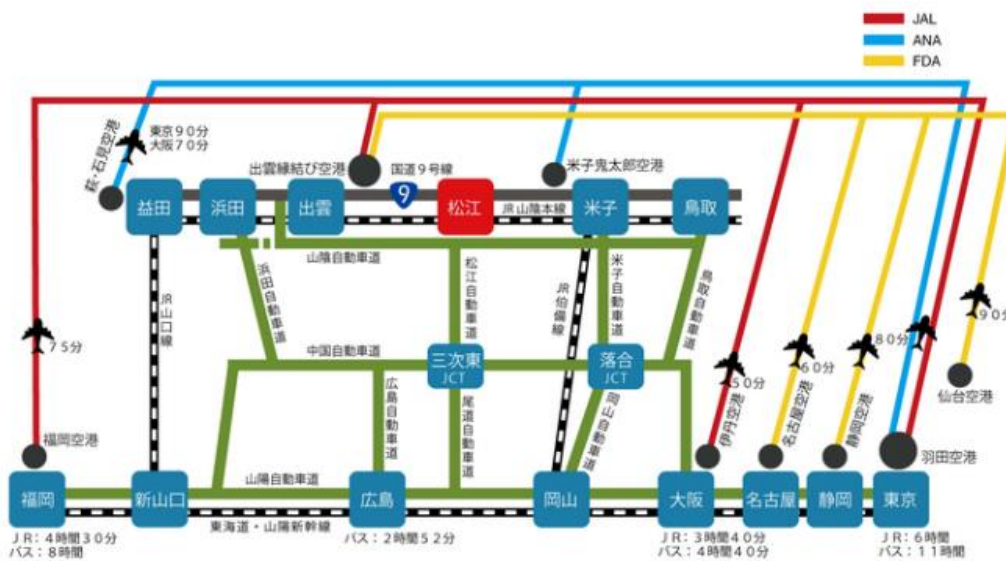 JAL
ANA
FDA
萩・石見空港
東京９０分
大阪７０分
出雲縁結び空港
国道９号線
9
米子鬼太郎空港
益田
浜田
出雲
松江
JR山陰本線
米子
鳥取
山陰自動車道
浜田自動車道
松江自動車道
JR伯備線
米子自動車道
鳥取自動車道
JR山口線
７５分
中国自動車道
三次東
JCT
落合
JCT
５０分
６０分
８０分
９０分
広島自動車道
尾道自動車道
岡山自動車道
伊丹空港
名古屋空港
静岡空港
仙台空港
福岡空港
羽田空港
山陽自動車道
福岡
新山口
広島
岡山
大阪
名古屋
静岡
東京
東海道・山陽新幹線
ＪＲ：４時間３０分
バス：８時間
バス：２時間５２分
ＪＲ：３時間４０分
バス：４時間４０分
ＪＲ：６時間
バス：１１時間